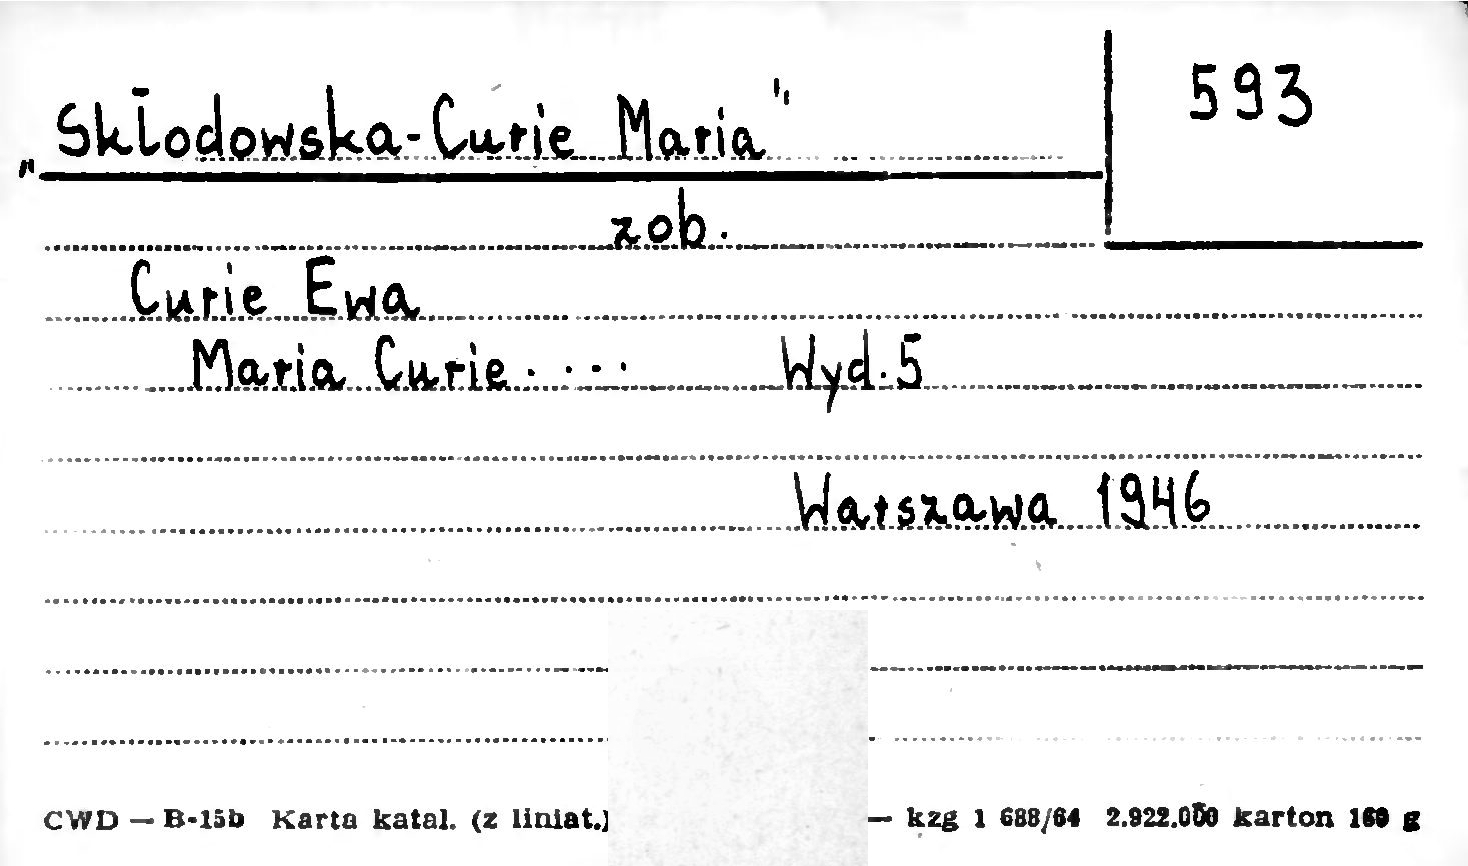 593
„Skłodowska-Curie Maria"
zob.
Curie Ewa
Maria Curie.... Wyd.5
Warszawa 1946
CWD — B-15b Karta katal. (z liniat.) — kzg 1 688/64 2.922.000 karton 160 g